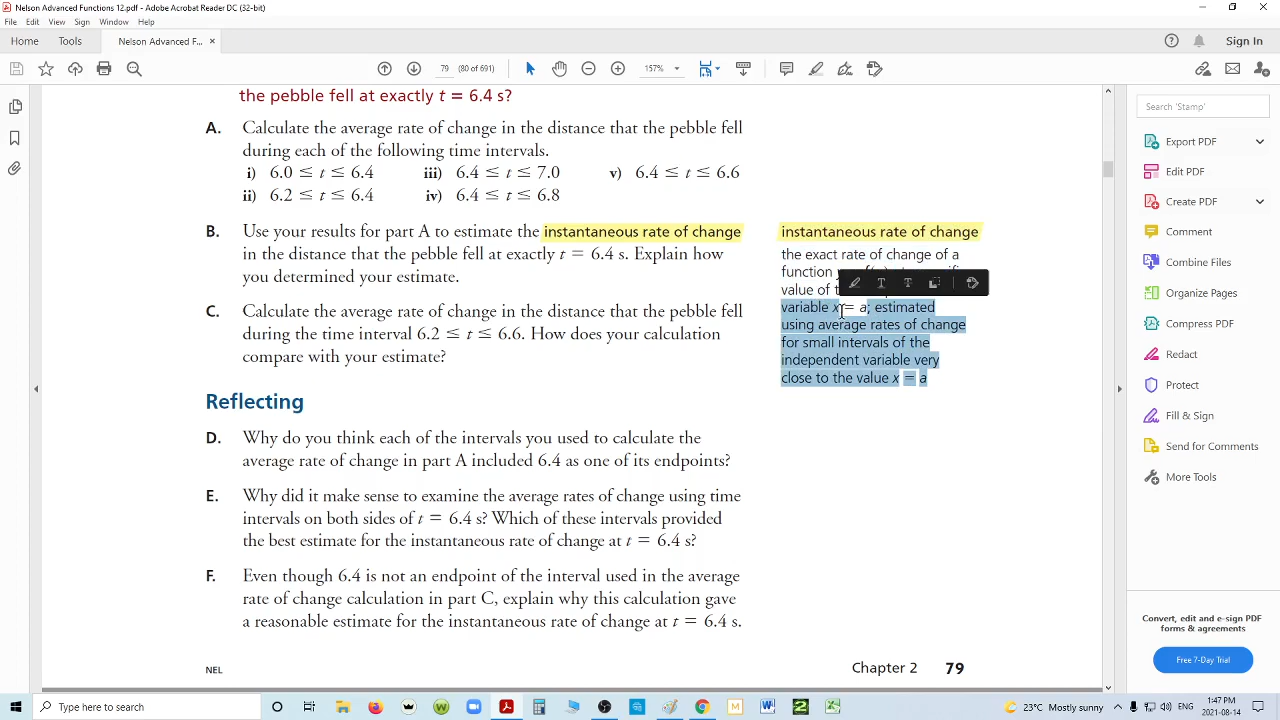 Nelson Advanced Functions 12.pdf - Adobe Acrobat Reader DC (32-bit)
File Edit View Sign Window Help
Home Tools Nelson Advanced F... × Sign In
79 (80 of 691) 157%
the pebble fell at exactly t = 6.4 s?
A. Calculate the average rate of change in the distance that the pebble fell
during each of the following time intervals.
i) 6.0 ≤ t ≤ 6.4 iii) 6.4 ≤ t ≤ 7.0 v) 6.4 ≤ t ≤ 6.6
ii) 6.2 ≤ t ≤ 6.4 iv) 6.4 ≤ t ≤ 6.8
B. Use your results for part A to estimate the instantaneous rate of change
in the distance that the pebble fell at exactly t = 6.4 s. Explain how
you determined your estimate.
C. Calculate the average rate of change in the distance that the pebble fell
during the time interval 6.2 ≤ t ≤ 6.6. How does your calculation
compare with your estimate?
Reflecting
D. Why do you think each of the intervals you used to calculate the
average rate of change in part A included 6.4 as one of its endpoints?
E. Why did it make sense to examine the average rates of change using time
intervals on both sides of t = 6.4 s? Which of these intervals provided
the best estimate for the instantaneous rate of change at t = 6.4 s?
F. Even though 6.4 is not an endpoint of the interval used in the average
rate of change calculation in part C, explain why this calculation gave
a reasonable estimate for the instantaneous rate of change at t = 6.4 s.
instantaneous rate of change
the exact rate of change of a
function
value of
variable x = a; estimated
using average rates of change
for small intervals of the
independent variable very
close to the value x = a
NEL Chapter 2 79
Search 'Stamp'
Export PDF
Edit PDF
Create PDF
Comment
Combine Files
Organize Pages
Compress PDF
Redact
Protect
Fill & Sign
Send for Comments
More Tools
Convert, edit and e-sign PDF
forms & agreements
Free 7-Day Trial
Type here to search
23°C Mostly sunny ENG 1:47 PM
2021-08-14